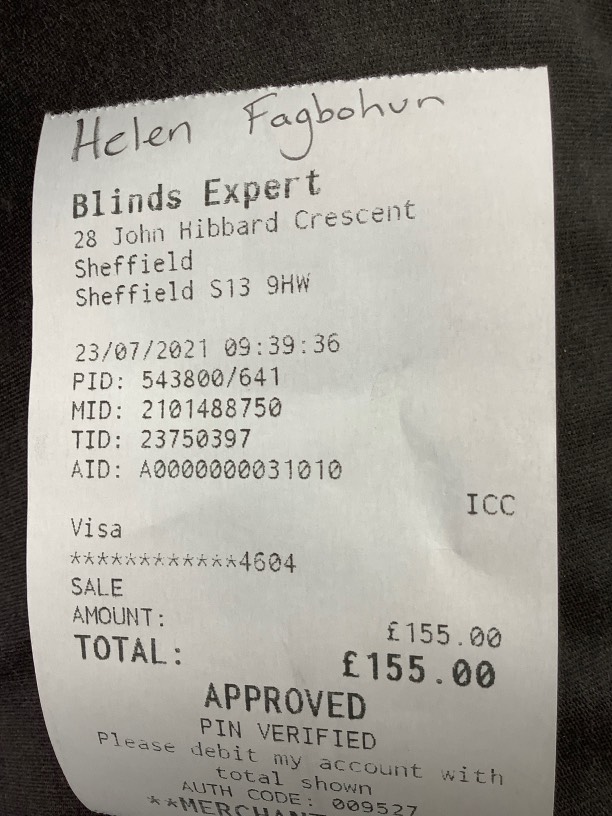 Helen Fagbohun
Blinds Expert
28 John Hibbard Crescent
Sheffield
Sheffield S13 9HW
23/07/2021 09:39:36
PID: 543800/641
MID: 2101488750
TID: 23750397
AID: A0000000031010
ICC
Visa
************4604
SALE
AMOUNT: £155.00
TOTAL: £155.00
APPROVED
PIN VERIFIED
Please debit my account with
total shown
AUTH CODE: 009527